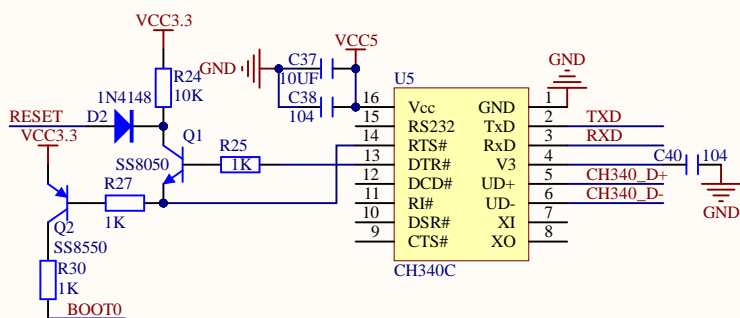 VCC3.3
R24
10K
1N4148
RESET
D2
VCC3.3
Q1
SS8050
R25
1K
R27
1K
Q2
SS8550
R30
1K
BOOT0
GND
C37
10UF
C38
104
VCC5
U5
16 Vcc GND 1
15 RS232 TxD 2 TXD
14 RTS# RxD 3 RXD
13 DTR# V3 4 C40 104
12 DCD# UD+ 5 CH340_D+
11 RI# UD- 6 CH340_D-
10 DSR# XI 7
9 CTS# XO 8
CH340C
GND
GND